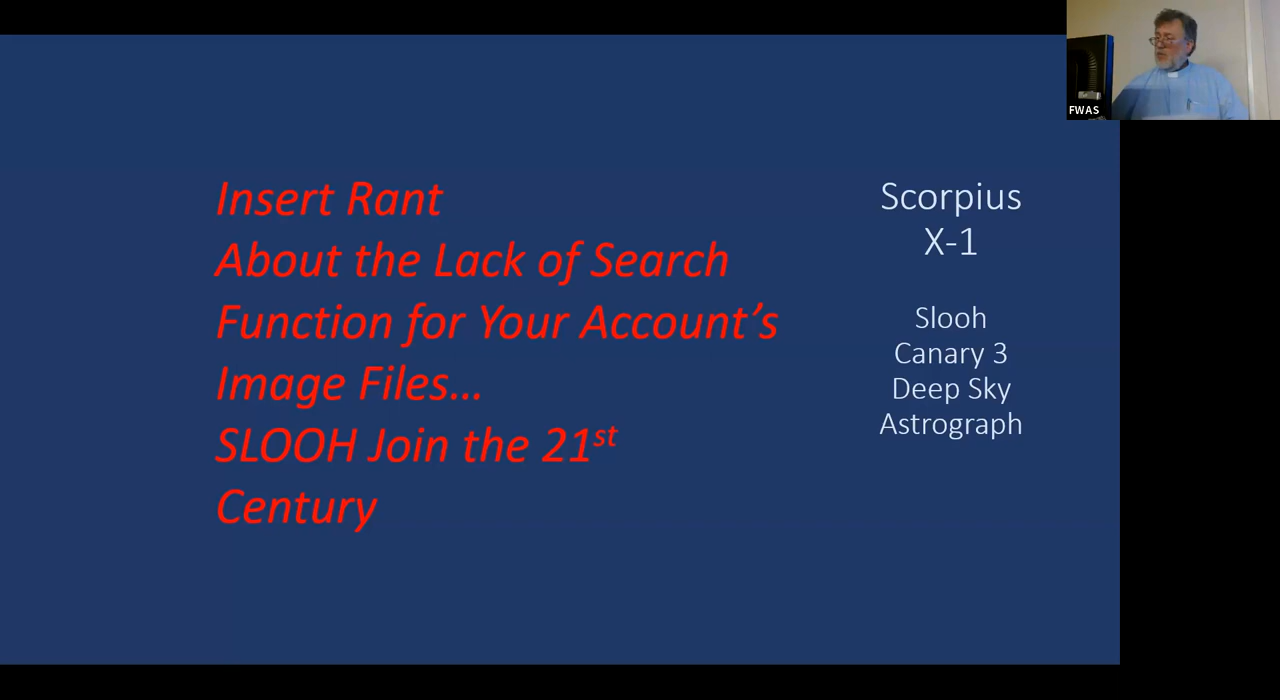 Insert Rant
About the Lack of Search
Function for Your Account’s
Image Files…
SLOOH Join the 21st
Century
Scorpius
X-1
Slooh
Canary 3
Deep Sky
Astrograph
FWAS